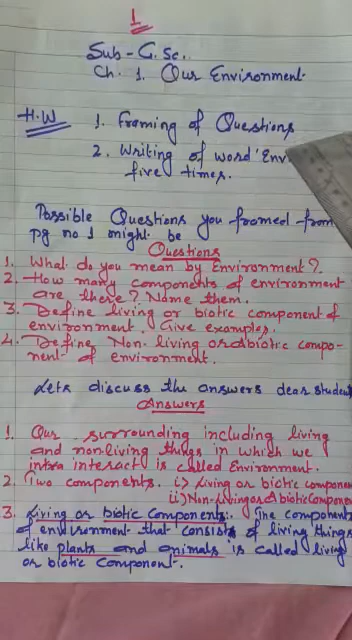 1
Sub - G. Sc.
Ch. 1. Our Environment
H.W 1. Framing of Questions
2. Writing of word 'Env
five times.
Possible Questions you framed from
pg no 1 might be
Questions
1. What do you mean by Environment?
2. How many components of environment
are there? Name them.
3. Define living or biotic component of
environment. Give examples.
4. Define Non-living or abiotic compo-
nent of environment.
Lets discuss the answers dear student
Answers
1. Our surrounding including living
and nonliving things in which we
interact is called Environment.
2. Two components. i) Living or biotic component
ii) Non-living or abiotic Compone
3. Living or biotic Components:. The component
of environment that consists of living things
like plants and animals is called living
or biotic component.